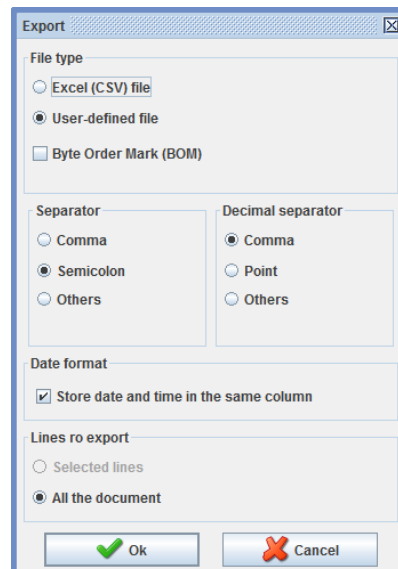 Export
File type
Excel (CSV) file
User-defined file
Byte Order Mark (BOM)
Separator
Comma
Semicolon
Others
Decimal separator
Comma
Point
Others
Date format
Store date and time in the same column
Lines ro export
Selected lines
All the document
Ok
Cancel